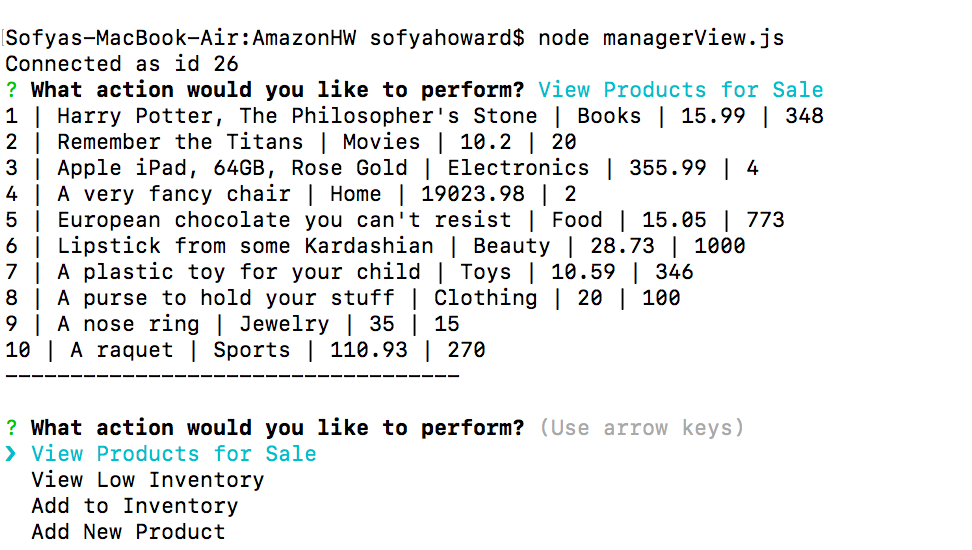 Sofyas-MacBook-Air:AmazonHW sofyahoward$ node managerView.js
Connected as id 26
? What action would you like to perform? View Products for Sale
1 | Harry Potter, The Philosopher's Stone | Books | 15.99 | 348
2 | Remember the Titans | Movies | 10.2 | 20
3 | Apple iPad, 64GB, Rose Gold | Electronics | 355.99 | 4
4 | A very fancy chair | Home | 19023.98 | 2
5 | European chocolate you can't resist | Food | 15.05 | 773
6 | Lipstick from some Kardashian | Beauty | 28.73 | 1000
7 | A plastic toy for your child | Toys | 10.59 | 346
8 | A purse to hold your stuff | Clothing | 20 | 100
9 | A nose ring | Jewelry | 35 | 15
10 | A raquet | Sports | 110.93 | 270
-----------------------------------
? What action would you like to perform? (Use arrow keys)
❯ View Products for Sale
View Low Inventory
Add to Inventory
Add New Product